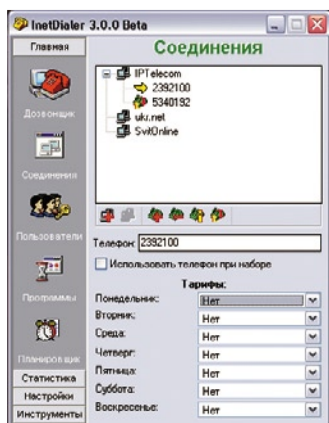 InetDialer 3.0.0 Beta
Главная
Дозвонщик
Соединения
Пользователи
Программы
Планировщик
Статистика
Настройки
Инструменты
Соединения
IPTelecom
2392100
5340192
ukr.net
SvitOnline
Телефон: 2392100
Использовать телефон при наборе
Тарифы:
Понедельник: Нет
Вторник: Нет
Среда: Нет
Четверг: Нет
Пятница: Нет
Суббота: Нет
Воскресенье: Нет